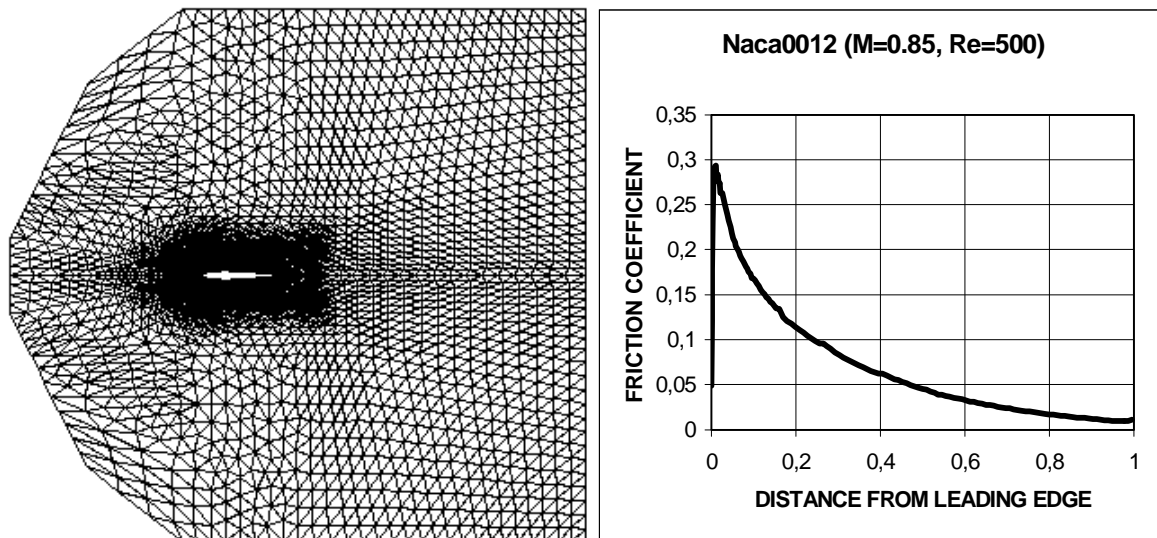 Naca0012 (M=0.85, Re=500)
FRICTION COEFFICIENT
0,35
0,3
0,25
0,2
0,15
0,1
0,05
0
0 0,2 0,4 0,6 0,8 1
DISTANCE FROM LEADING EDGE